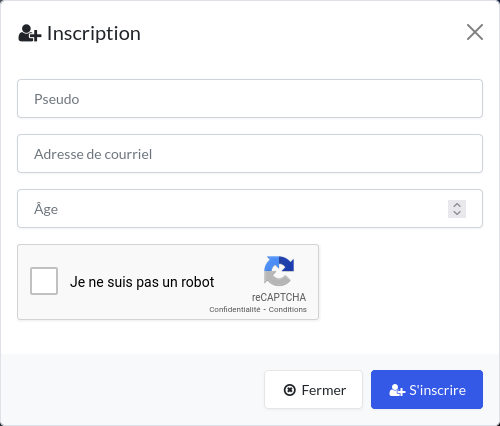 Inscription
Pseudo
Adresse de courriel
Âge
Je ne suis pas un robot
reCAPTCHA
Confidentialité - Conditions
Fermer
S'inscrire